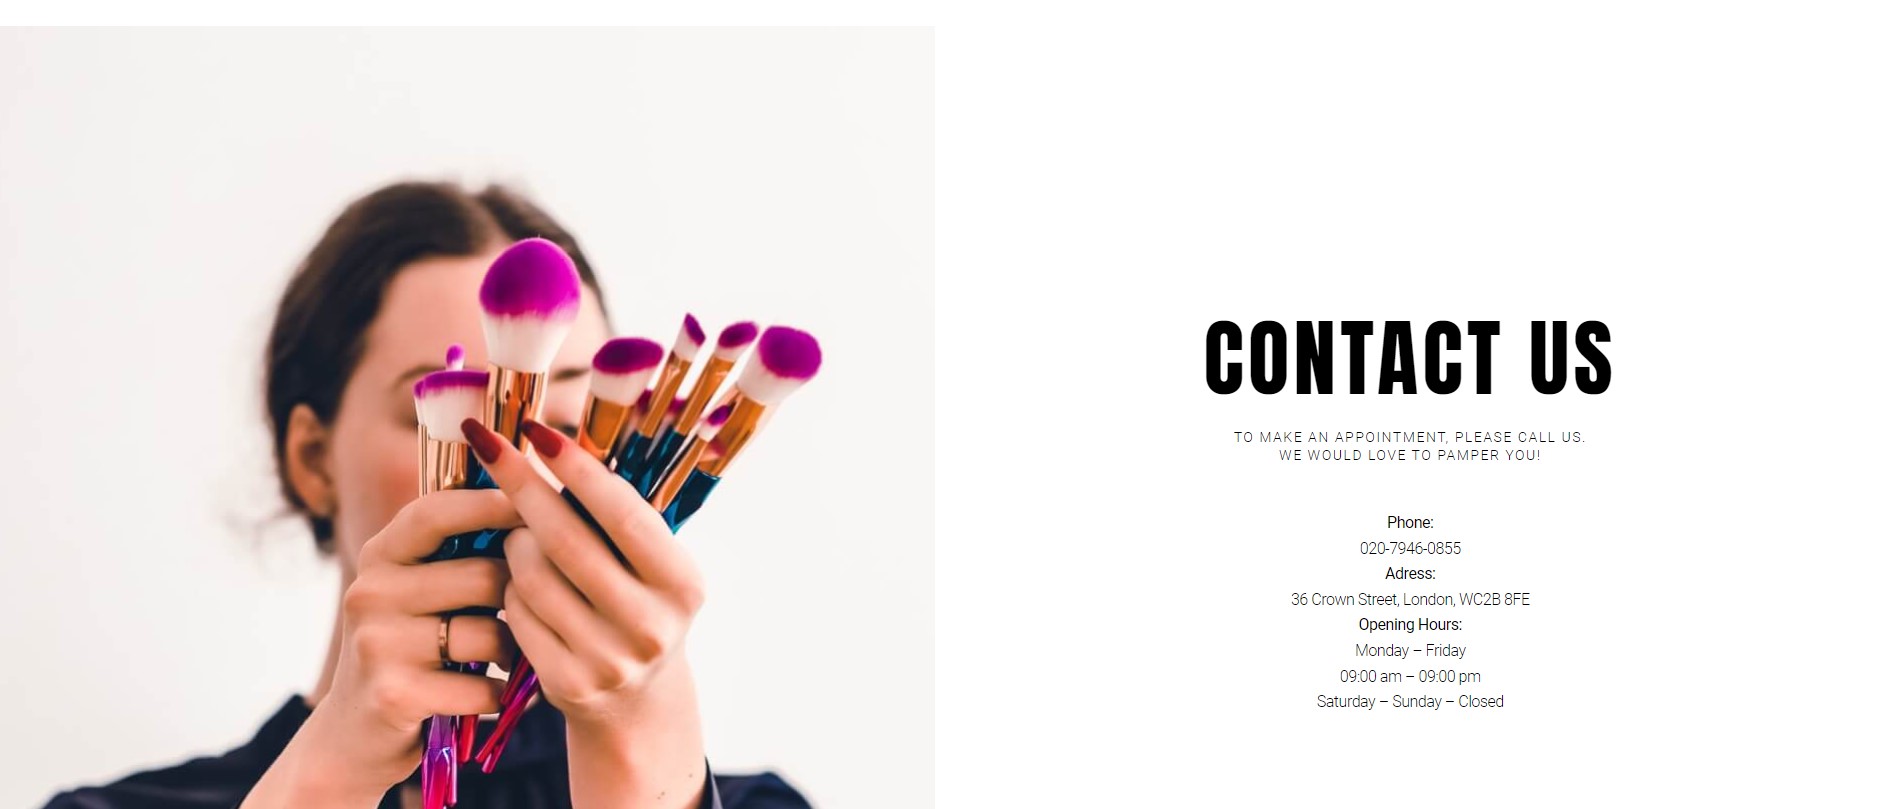 CONTACT US
TO MAKE AN APPOINTMENT, PLEASE CALL US.
WE WOULD LOVE TO PAMPER YOU!
Phone:
020-7946-0855
Adress:
36 Crown Street, London, WC2B 8FE
Opening Hours:
Monday – Friday
09:00 am – 09:00 pm
Saturday – Sunday – Closed